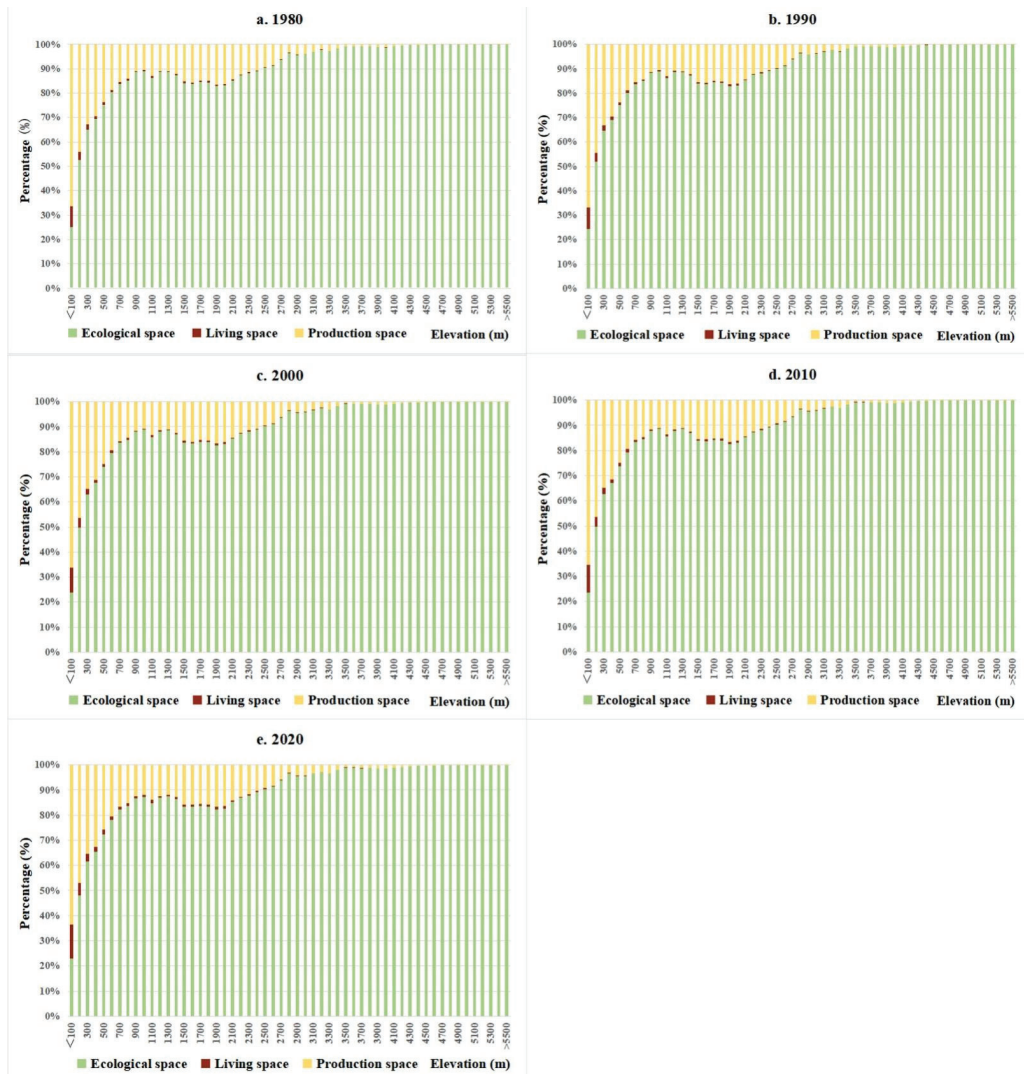 a. 1980
Percentage (%)
100%
90%
80%
70%
60%
50%
40%
30%
20%
10%
0%
<100 300 500 700 900 1100 1300 1500 1700 1900 2100 2300 2500 2700 2900 3100 3300 3500 3700 3900 4100 4300 4500 4700 4900 5100 5300 >5500
Ecological space Living space Production space Elevation (m)
b. 1990
Percentage (%)
100%
90%
80%
70%
60%
50%
40%
30%
20%
10%
0%
<100 300 500 700 900 1100 1300 1500 1700 1900 2100 2300 2500 2700 2900 3100 3300 3500 3700 3900 4100 4300 4500 4700 4900 5100 5300 >5500
Ecological space Living space Production space Elevation (m)
c. 2000
Percentage (%)
100%
90%
80%
70%
60%
50%
40%
30%
20%
10%
0%
<100 300 500 700 900 1100 1300 1500 1700 1900 2100 2300 2500 2700 2900 3100 3300 3500 3700 3900 4100 4300 4500 4700 4900 5100 5300 >5500
Ecological space Living space Production space Elevation (m)
d. 2010
Percentage (%)
100%
90%
80%
70%
60%
50%
40%
30%
20%
10%
0%
<100 300 500 700 900 1100 1300 1500 1700 1900 2100 2300 2500 2700 2900 3100 3300 3500 3700 3900 4100 4300 4500 4700 4900 5100 5300 >5500
Ecological space Living space Production space Elevation (m)
e. 2020
Percentage (%)
100%
90%
80%
70%
60%
50%
40%
30%
20%
10%
0%
<100 300 500 700 900 1100 1300 1500 1700 1900 2100 2300 2500 2700 2900 3100 3300 3500 3700 3900 4100 4300 4500 4700 4900 5100 5300 >5500
Ecological space Living space Production space Elevation (m)